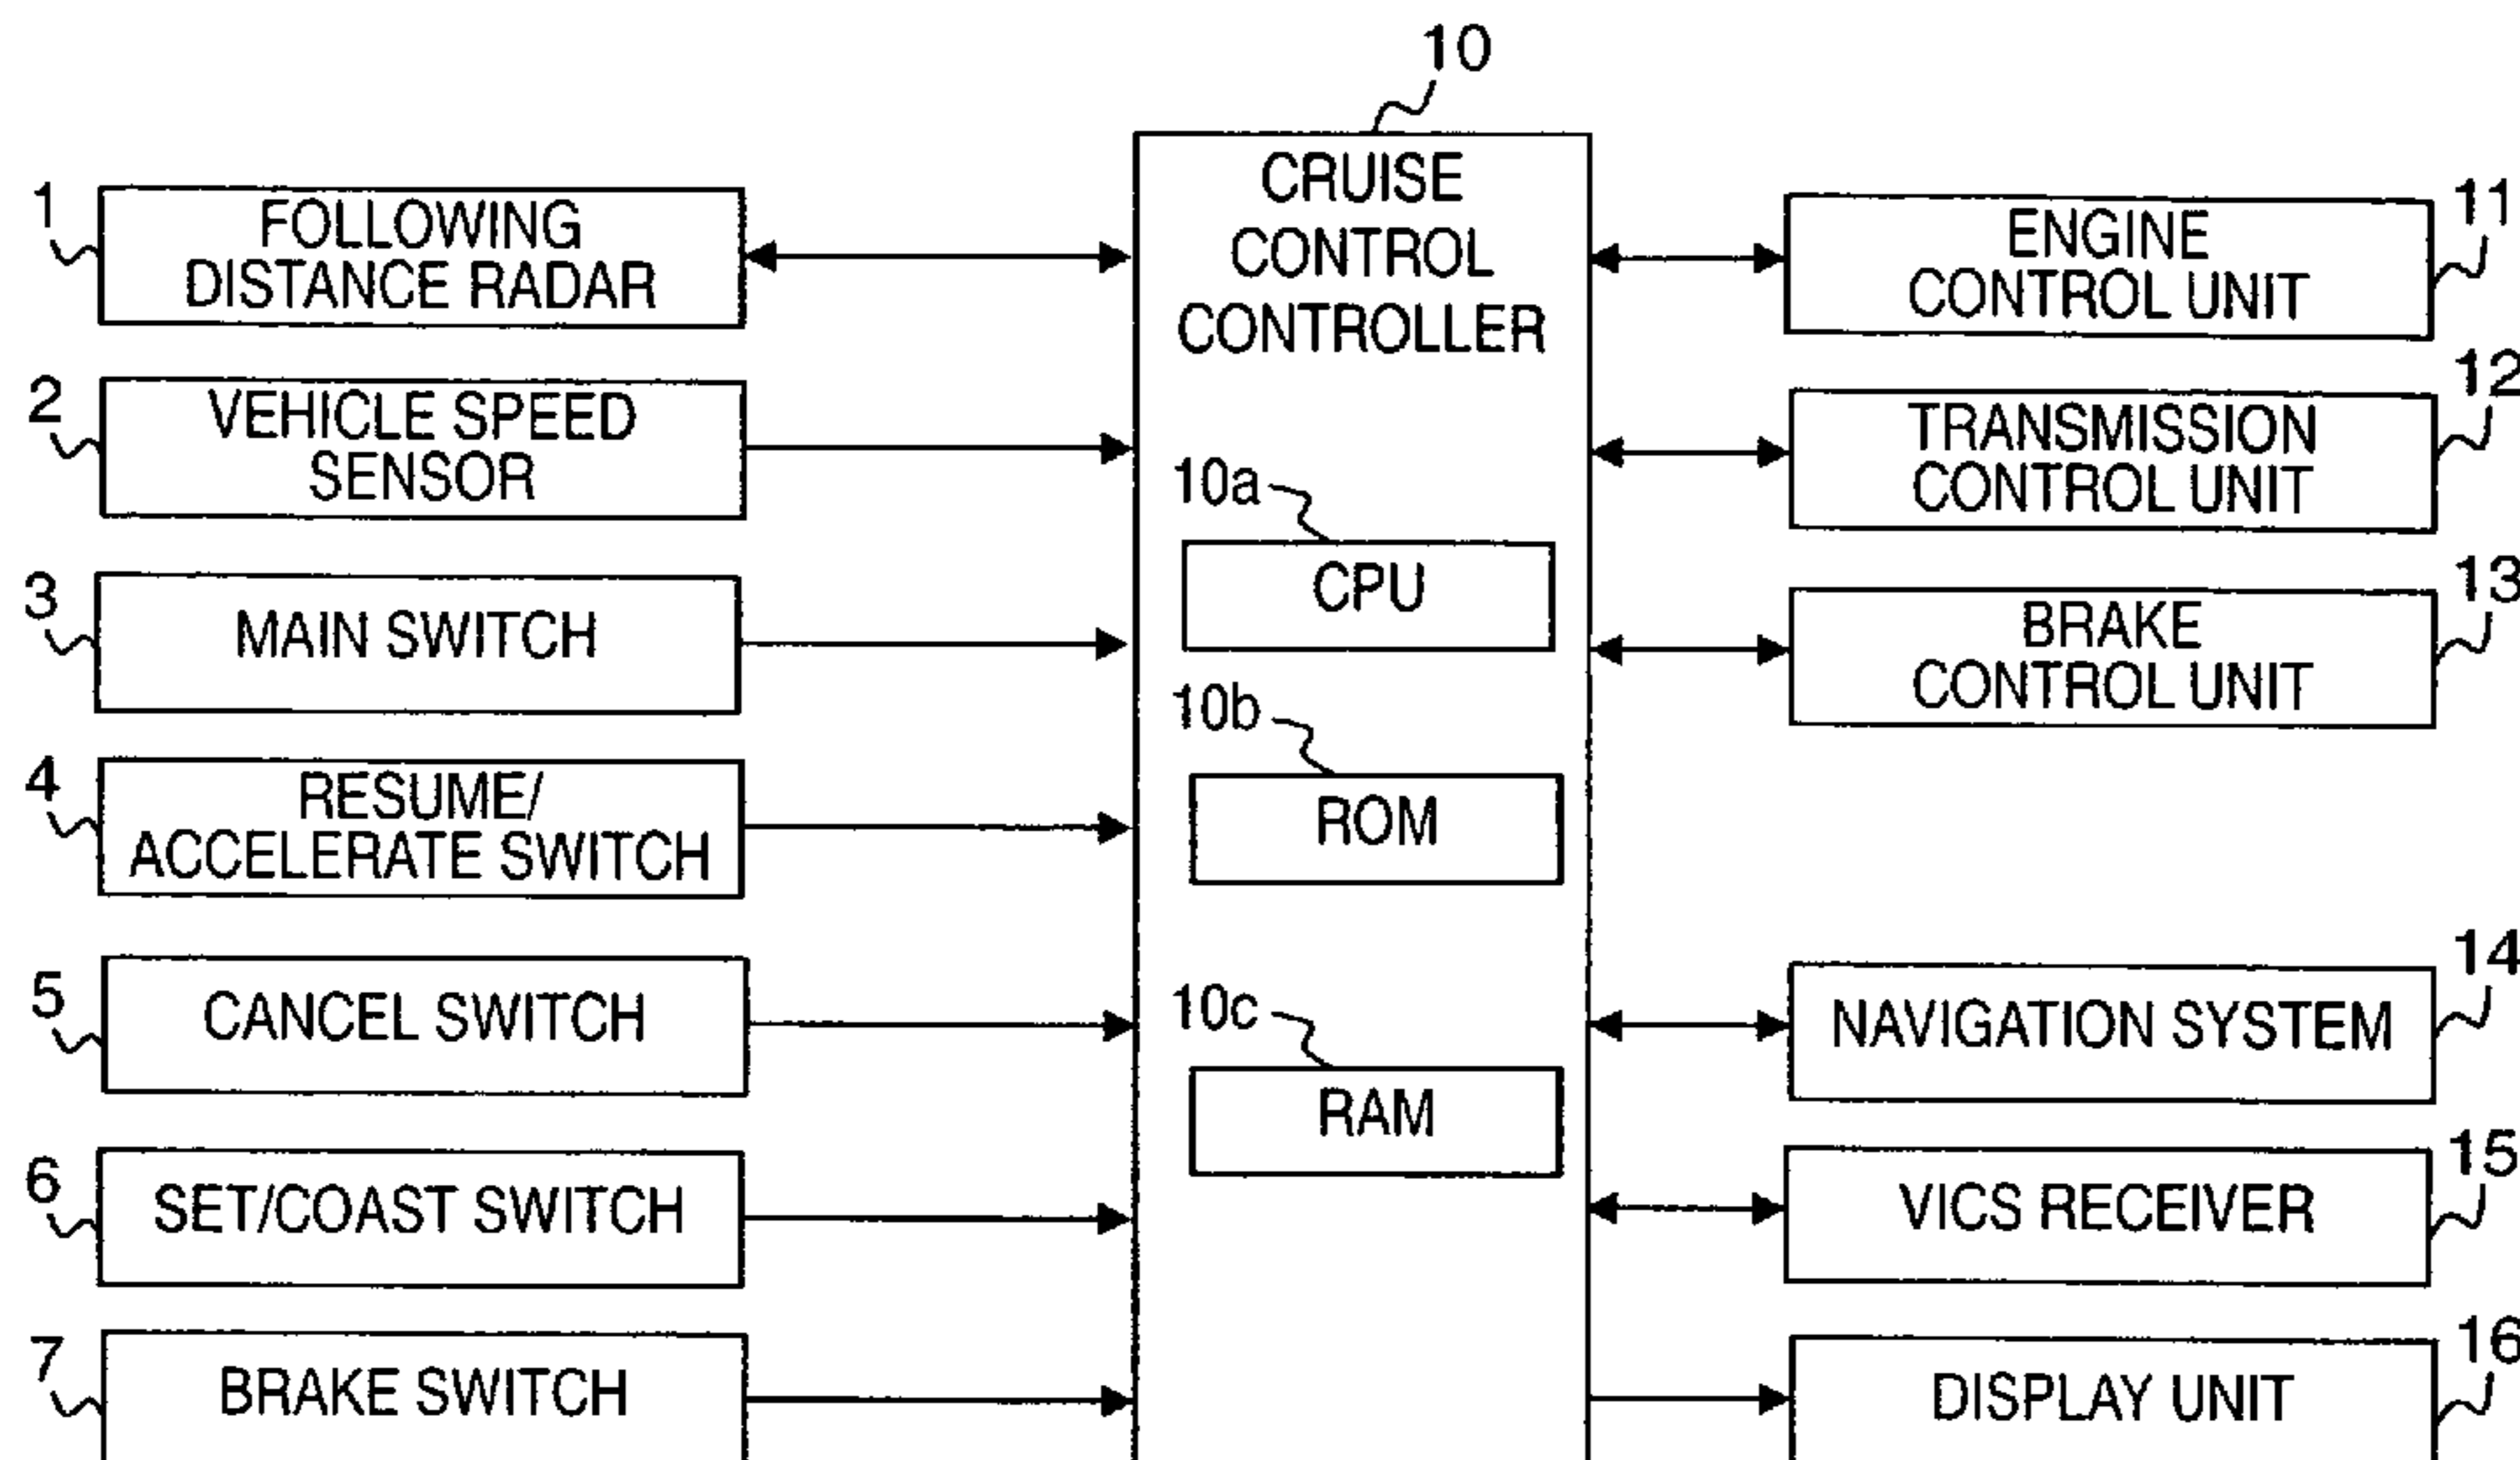 10
CRUISE
CONTROL
CONTROLLER
1
FOLLOWING
DISTANCE RADAR
2
VEHICLE SPEED
SENSOR
3
MAIN SWITCH
4
RESUME/
ACCELERATE SWITCH
5
CANCEL SWITCH
6
SET/COAST SWITCH
7
BRAKE SWITCH
10a
CPU
10b
ROM
10c
RAM
11
ENGINE
CONTROL UNIT
12
TRANSMISSION
CONTROL UNIT
13
BRAKE
CONTROL UNIT
14
NAVIGATION SYSTEM
15
VICS RECEIVER
16
DISPLAY UNIT